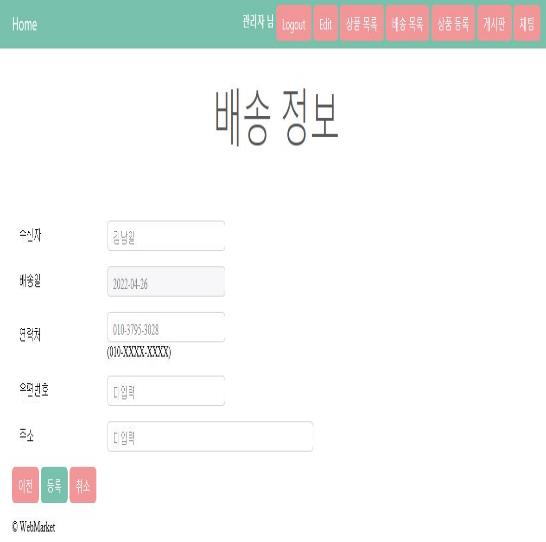 Home 관리자 님 Logout Edit 상품 목록 배송 목록 상품 등록 게시판 채팅
배송 정보
수신자 김남일
배송일 2022-04-26
연락처 010-3795-3028
(010-XXXX-XXXX)
우편번호 미입력
주소 미입력
이전 등록 취소
© WebMarket